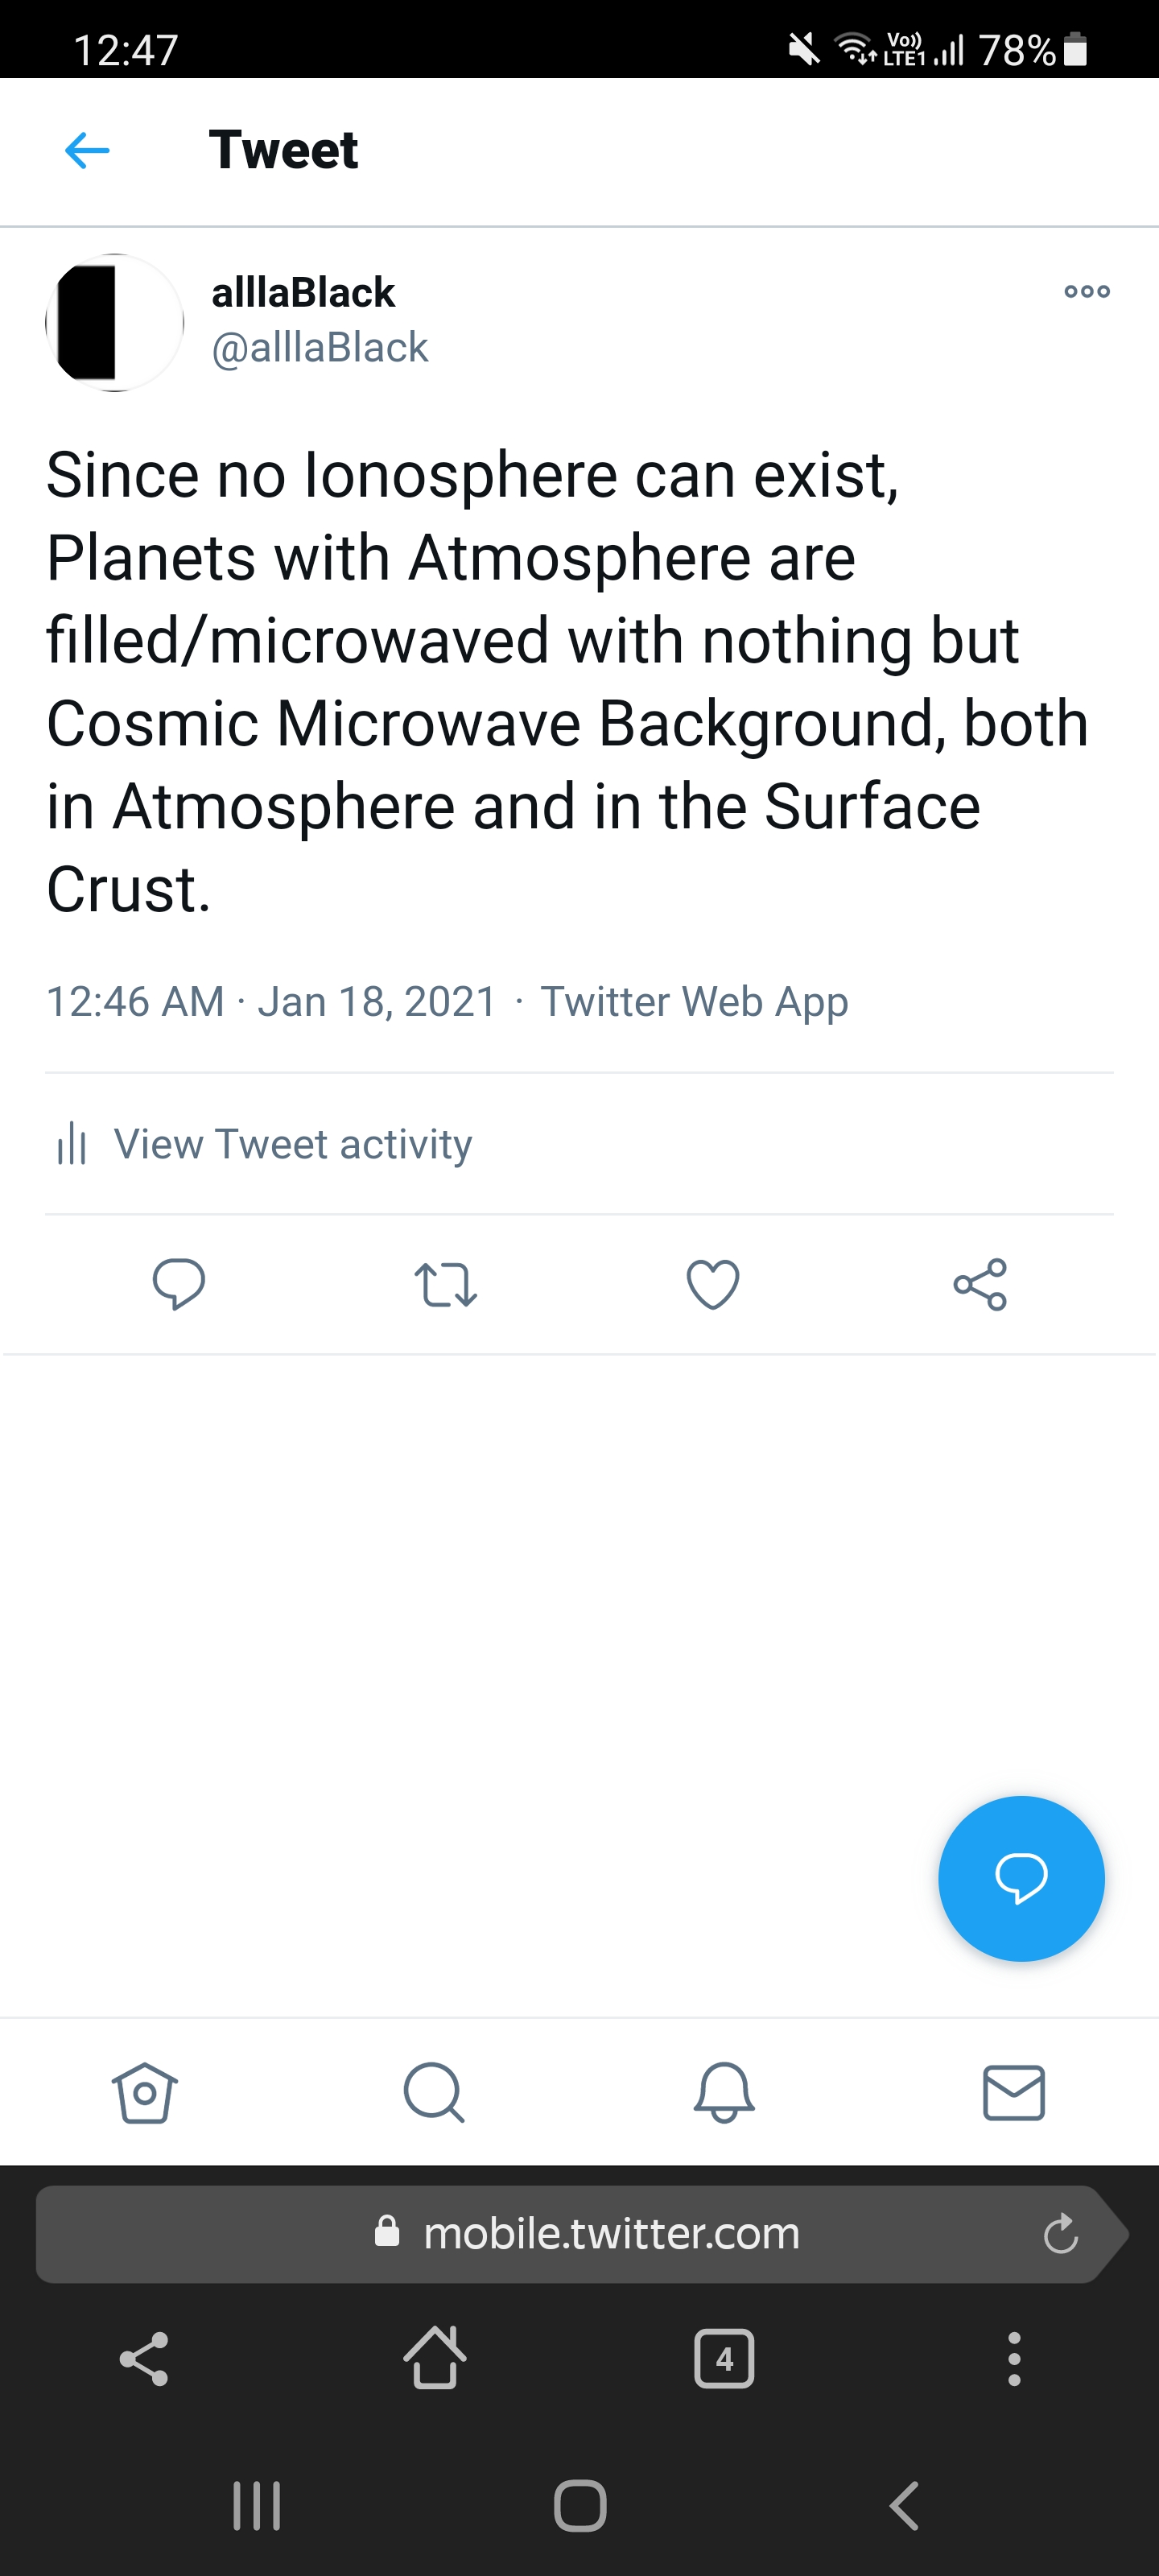 12:47
Vo)) LTE1 78%
Tweet
alllaBlack
@alllaBlack
Since no Ionosphere can exist,
Planets with Atmosphere are
filled/microwaved with nothing but
Cosmic Microwave Background, both
in Atmosphere and in the Surface
Crust.
12:46 AM · Jan 18, 2021 · Twitter Web App
View Tweet activity
mobile.twitter.com
4